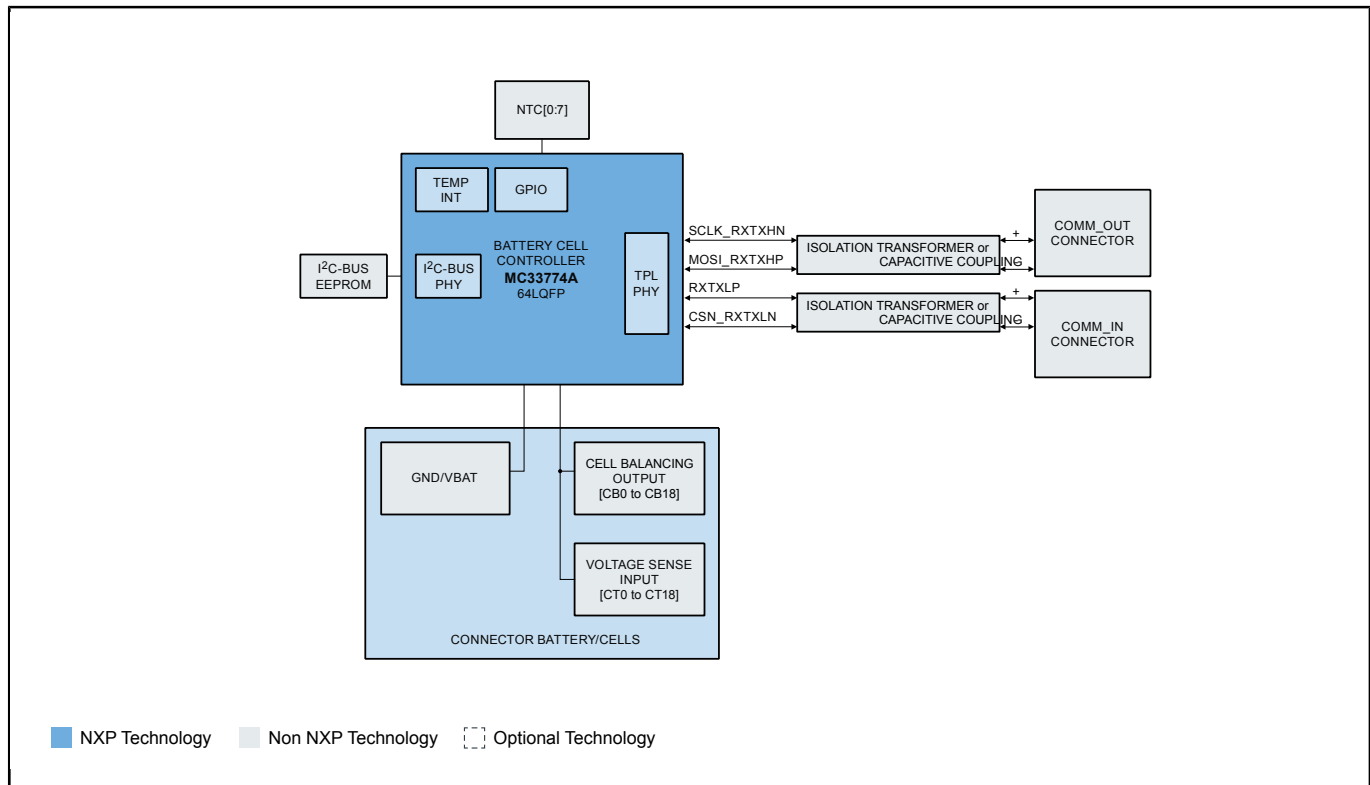 NTC[0:7]
TEMP
INT
GPIO
BATTERY CELL
CONTROLLER
MC33774A
64LQFP
I²C-BUS
EEPROM
I²C-BUS
PHY
TPL
PHY
SCLK_RXTXHN
MOSI_RXTXHP
RXTXLP
CSN_RXTXLN
ISOLATION TRANSFORMER or
CAPACITIVE COUPLING
+
–
ISOLATION TRANSFORMER or
CAPACITIVE COUPLING
+
–
COMM_OUT
CONNECTOR
COMM_IN
CONNECTOR
GND/VBAT
CELL BALANCING
OUTPUT
[CB0 to CB18]
VOLTAGE SENSE
INPUT
[CT0 to CT18]
CONNECTOR BATTERY/CELLS
NXP Technology
Non NXP Technology
Optional Technology